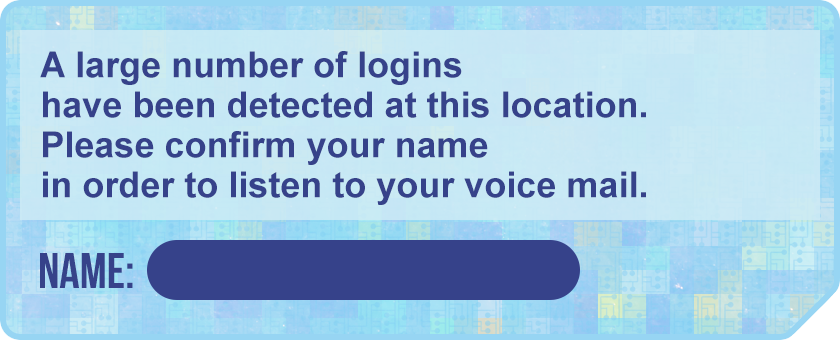 A large number of logins
have been detected at this location.
Please confirm your name
in order to listen to your voice mail.
NAME: